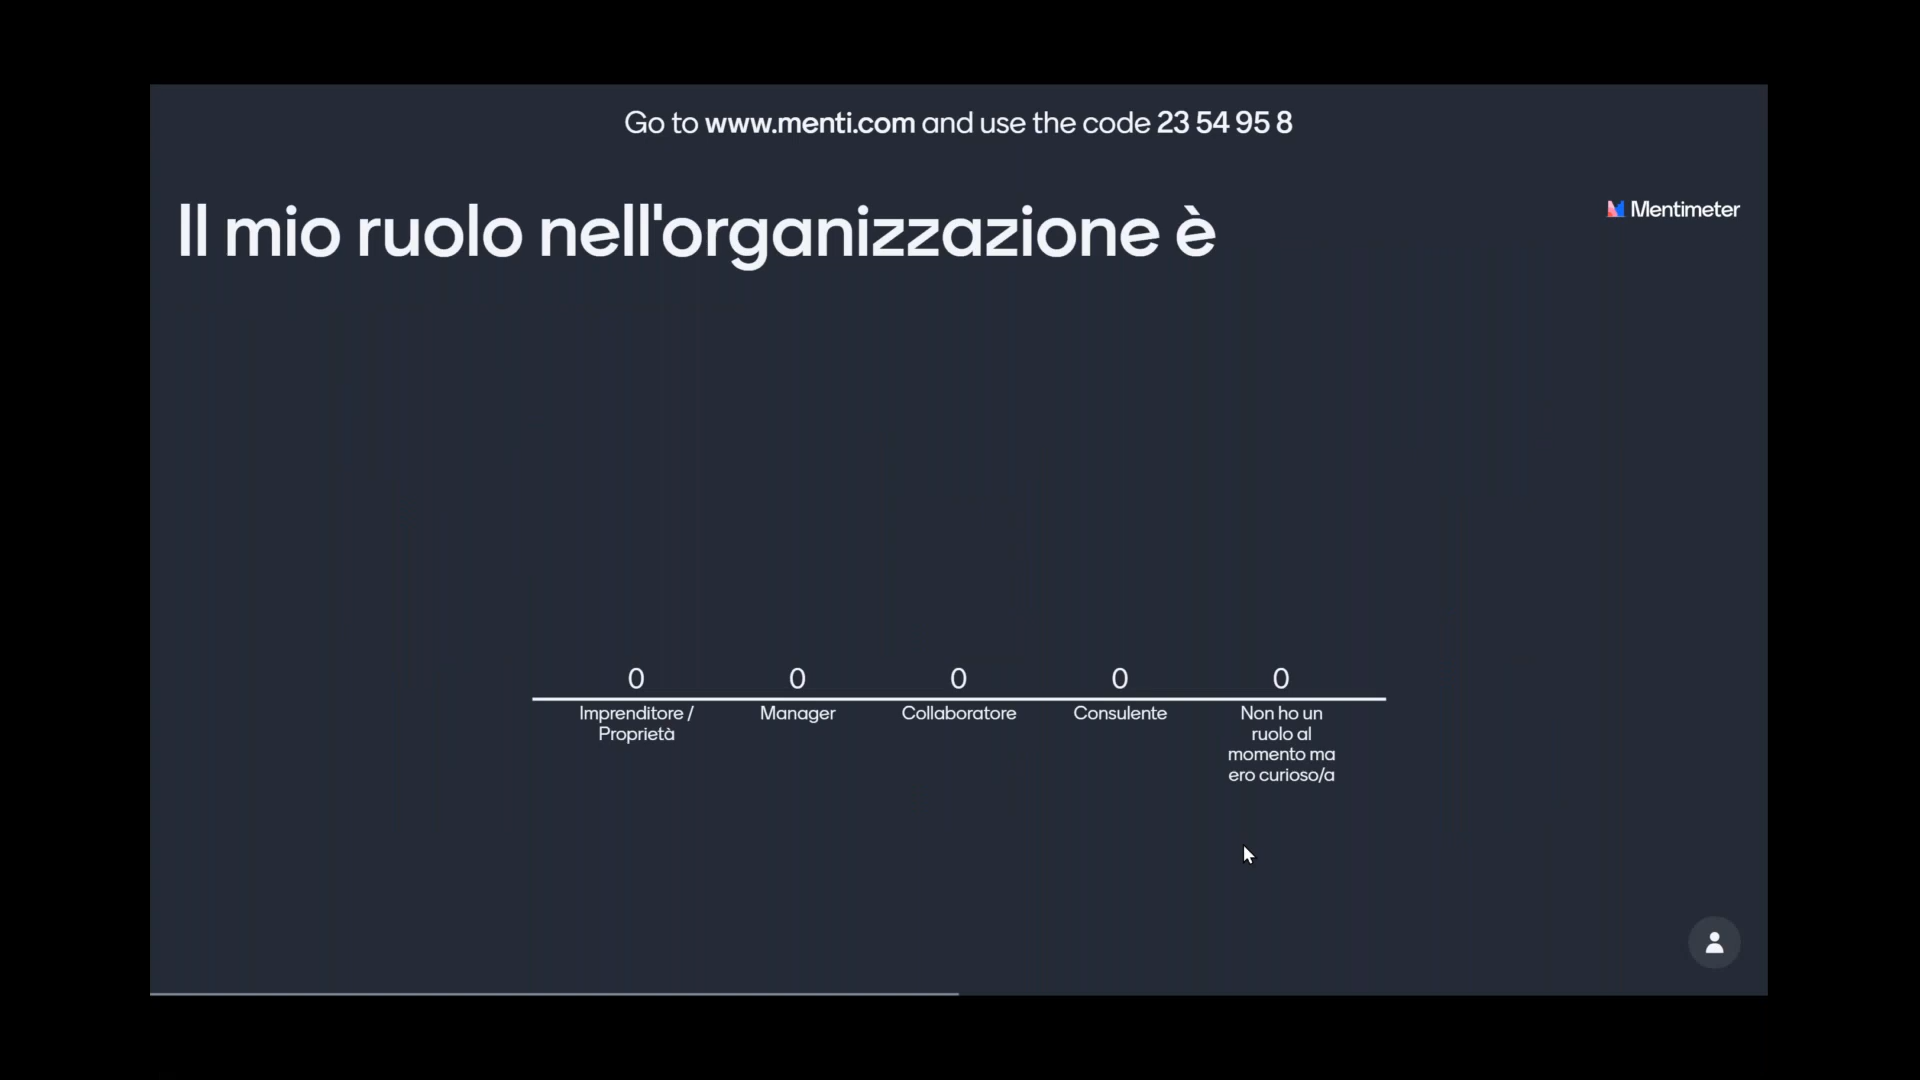 Go to www.menti.com and use the code 23 54 95 8
Il mio ruolo nell'organizzazione è
Mentimeter
0 0 0 0 0
Imprenditore /
Proprietà
Manager
Collaboratore
Consulente
Non ho un
ruolo al
momento ma
ero curioso/a